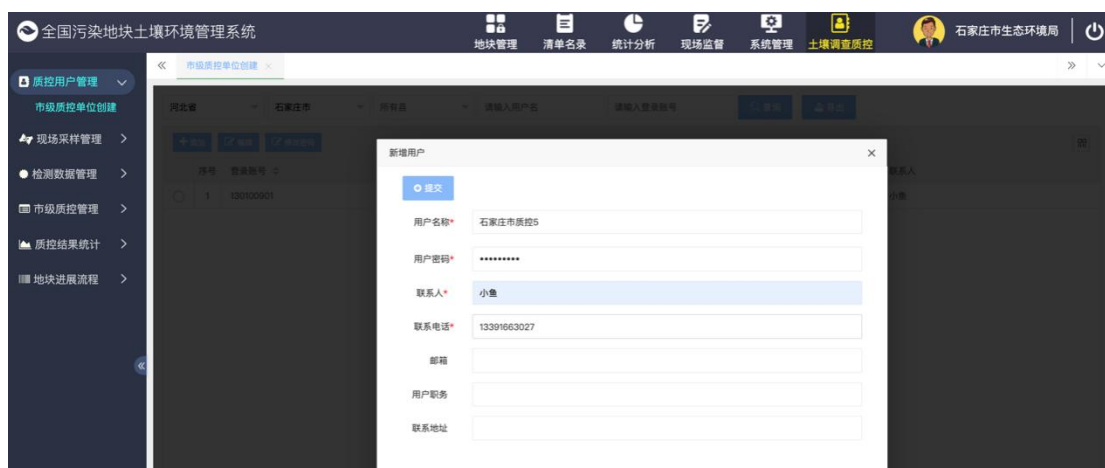 全国污染地块土壤环境管理系统
地块管理 清单名录 统计分析 现场监督 系统管理 土壤调查质控 石家庄市生态环境局
市级质控单位创建 ×
质控用户管理
市级质控单位创建
现场采样管理
检测数据管理
市级质控管理
质控结果统计
地块进展流程
河北省 石家庄市 所有县 请输入用户名 请输入登录账号 查询 导出
序号 登录账号 联系人
1 130100901 小鱼
新增用户 ×
提交
用户名称* 石家庄市质控5
用户密码* •••••••••
联系人* 小鱼
联系电话* 13391663027
邮箱
用户职务
联系地址